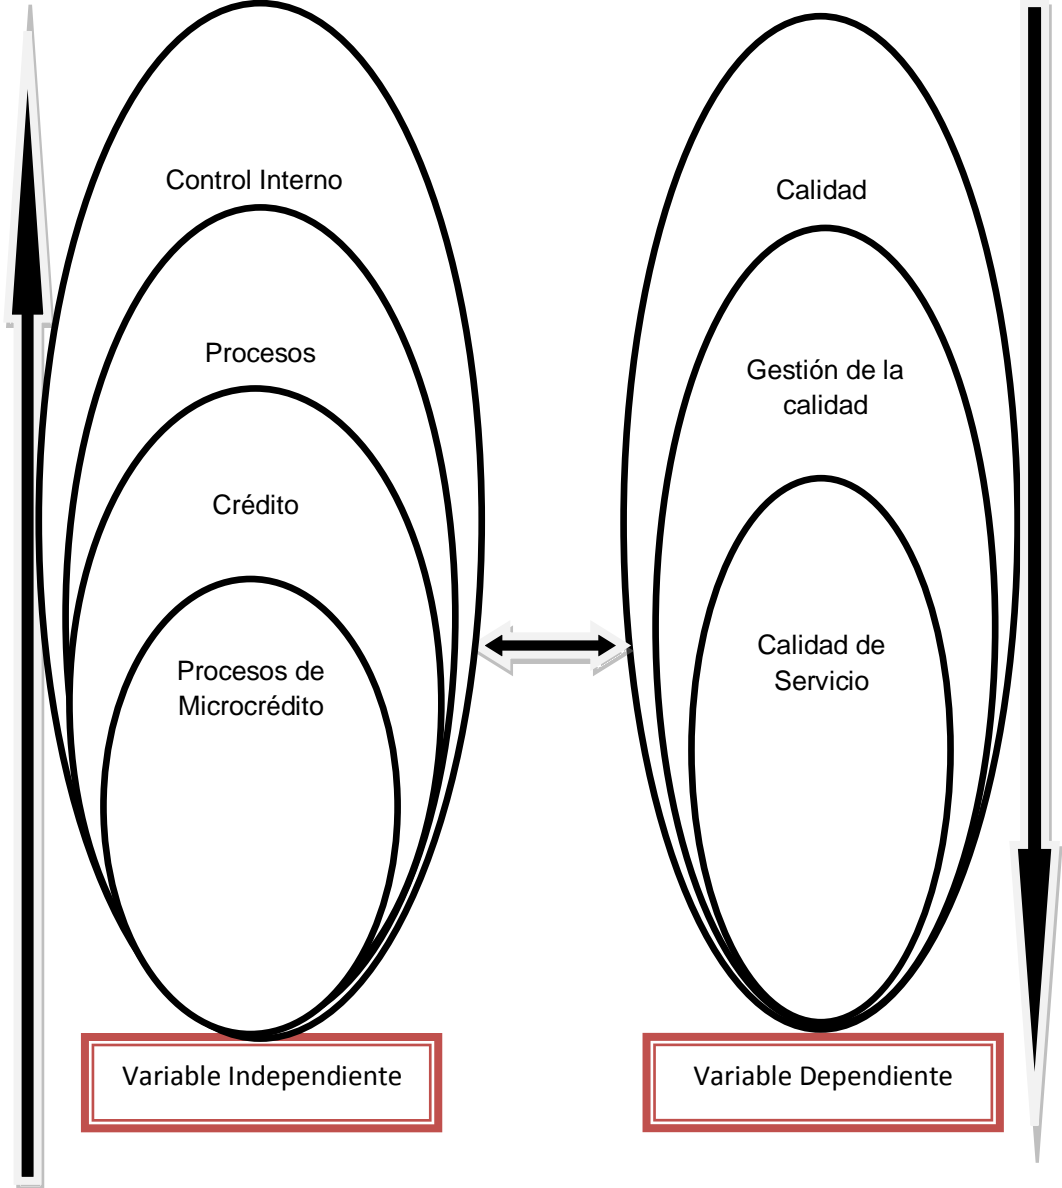 Control Interno
Procesos
Crédito
Procesos de
Microcrédito
Variable Independiente
Calidad
Gestión de la
calidad
Calidad de
Servicio
Variable Dependiente